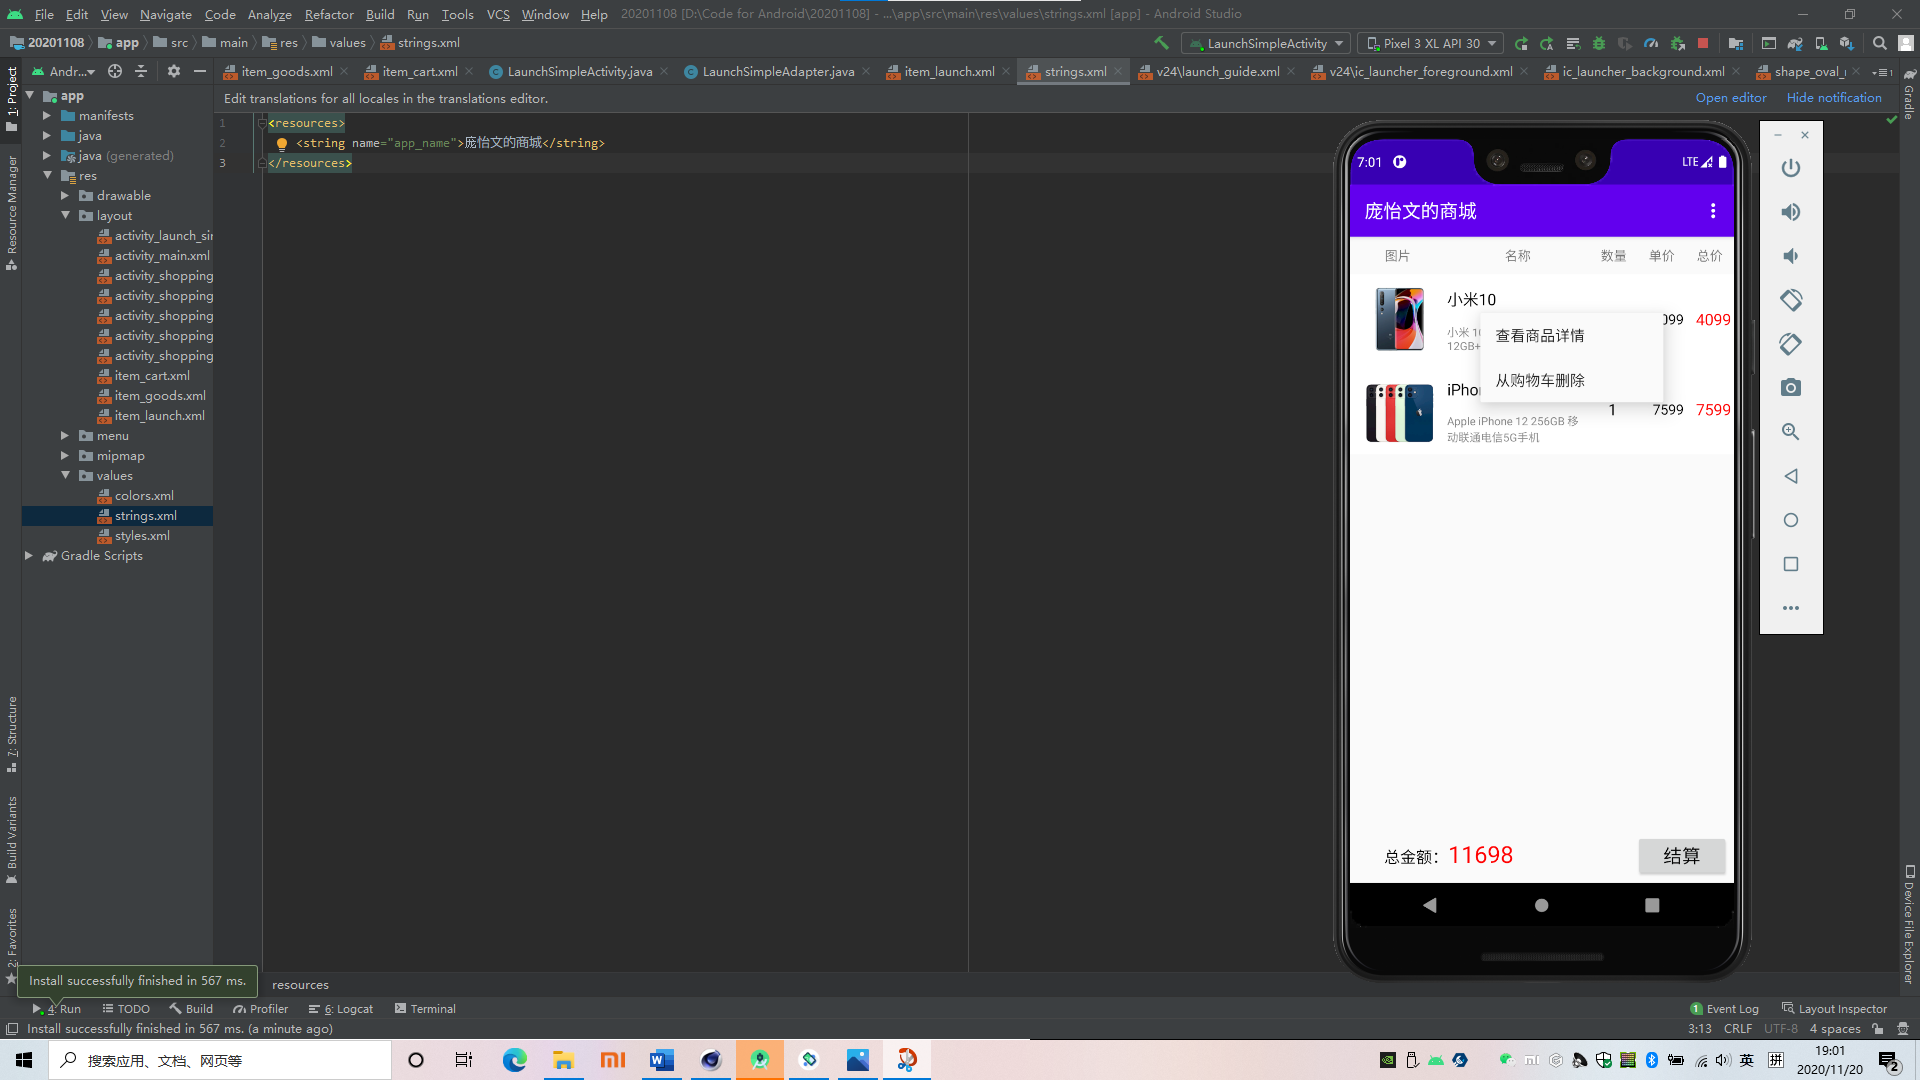 File Edit View Navigate Code Analyze Refactor Build Run Tools VCS Window Help 20201108 [D:\Code for Android\20201108] - ...\app\src\main\res\values\strings.xml [app] - Android Studio
20201108 app src main res values strings.xml LaunchSimpleActivity Pixel 3 XL API 30
Andr... item_goods.xml item_cart.xml LaunchSimpleActivity.java LaunchSimpleAdapter.java item_launch.xml strings.xml v24\launch_guide.xml v24\ic_launcher_foreground.xml ic_launcher_background.xml shape_oval_
Edit translations for all locales in the translations editor. Open editor Hide notification
1: Project
Resource Manager
7: Structure
Build Variants
2: Favorites
Gradle
Device File Explorer
app
manifests
java
java (generated)
res
drawable
layout
activity_launch_sir
activity_main.xml
activity_shopping
activity_shopping
activity_shopping
activity_shopping
activity_shopping
item_cart.xml
item_goods.xml
item_launch.xml
menu
mipmap
values
colors.xml
strings.xml
styles.xml
Gradle Scripts
1 <resources>
2 <string name="app_name">庞怡文的商城</string>
3 </resources>
7:01 LTE
庞怡文的商城
图片 名称 数量 单价 总价
小米10
小米 10
12GB+
099 4099
查看商品详情
从购物车删除
iPho
1 7599 7599
Apple iPhone 12 256GB 移
动联通电信5G手机
总金额：11698 结算
Install successfully finished in 567 ms.
resources
4: Run TODO Build Profiler 6: Logcat Terminal 1 Event Log Layout Inspector
Install successfully finished in 567 ms. (a minute ago) 3:13 CRLF UTF-8 4 spaces
搜索应用、文档、网页等
英 拼
19:01
2020/11/20
2